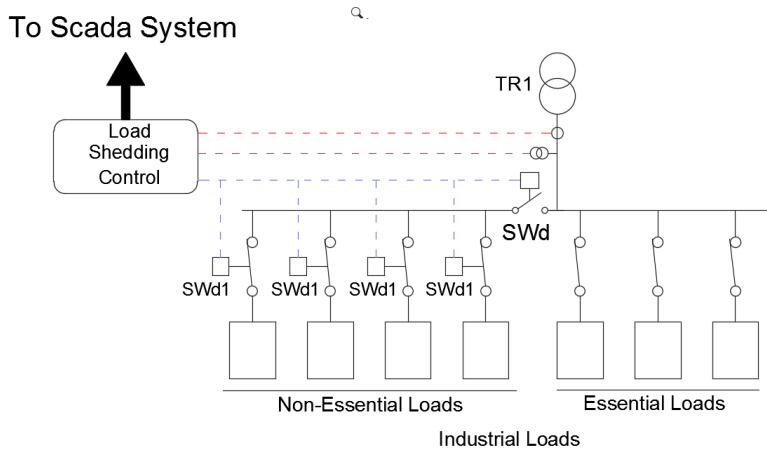 To Scada System
TR1
Load
Shedding
Control
SWd
SWd1 SWd1 SWd1 SWd1
Non-Essential Loads
Essential Loads
Industrial Loads